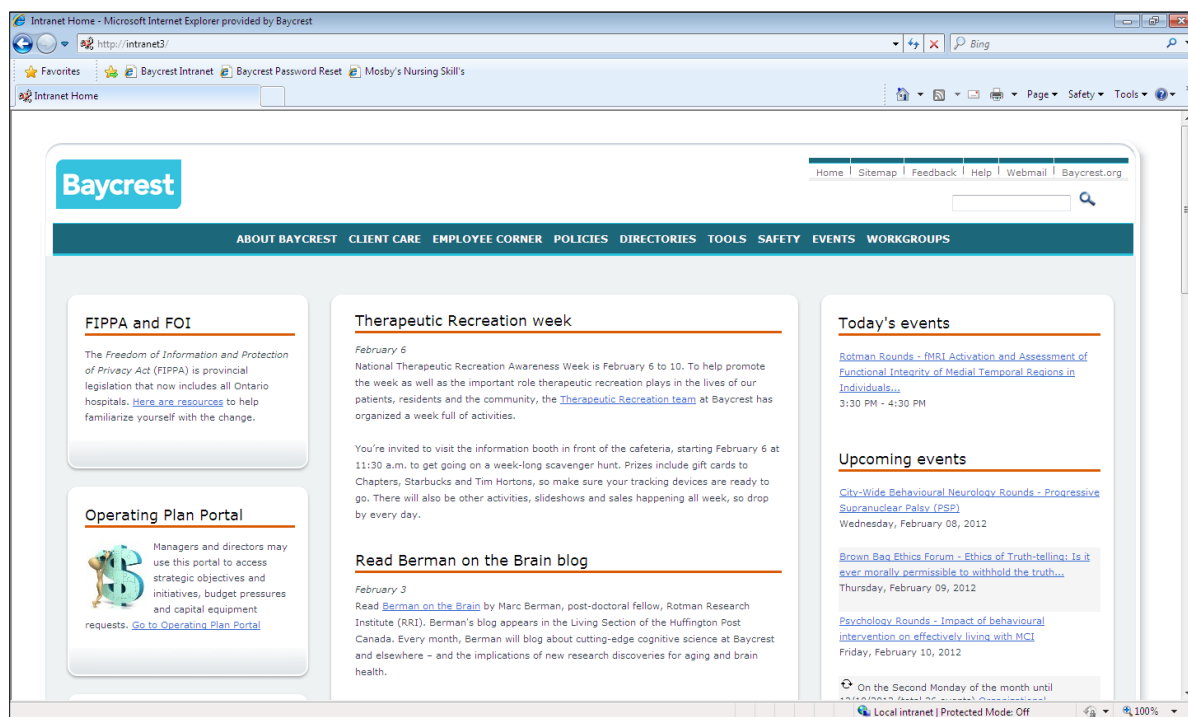 Intranet Home - Microsoft Internet Explorer provided by Baycrest
http://intranet3/
Bing
Favorites
Baycrest Intranet
Baycrest Password Reset
Mosby's Nursing Skill's
Intranet Home
Page
Safety
Tools
Baycrest
Home | Sitemap | Feedback | Help | Webmail | Baycrest.org
ABOUT BAYCREST CLIENT CARE EMPLOYEE CORNER POLICIES DIRECTORIES TOOLS SAFETY EVENTS WORKGROUPS
FIPPA and FOI
The Freedom of Information and Protection
of Privacy Act (FIPPA) is provincial
legislation that now includes all Ontario
hospitals. Here are resources to help
familiarize yourself with the change.
Operating Plan Portal
Managers and directors may
use this portal to access
strategic objectives and
initiatives, budget pressures
and capital equipment
requests. Go to Operating Plan Portal
Therapeutic Recreation week
February 6
National Therapeutic Recreation Awareness Week is February 6 to 10. To help promote
the week as well as the important role therapeutic recreation plays in the lives of our
patients, residents and the community, the Therapeutic Recreation team at Baycrest has
organized a week full of activities.
You're invited to visit the information booth in front of the cafeteria, starting February 6 at
11:30 a.m. to get going on a week-long scavenger hunt. Prizes include gift cards to
Chapters, Starbucks and Tim Hortons, so make sure your tracking devices are ready to
go. There will also be other activities, slideshows and sales happening all week, so drop
by every day.
Read Berman on the Brain blog
February 3
Read Berman on the Brain by Marc Berman, post-doctoral fellow, Rotman Research
Institute (RRI). Berman's blog appears in the Living Section of the Huffington Post
Canada. Every month, Berman will blog about cutting-edge cognitive science at Baycrest
and elsewhere – and the implications of new research discoveries for aging and brain
health.
Today's events
Rotman Rounds - fMRI Activation and Assessment of
Functional Integrity of Medial Temporal Regions in
Individuals...
3:30 PM - 4:30 PM
Upcoming events
City-Wide Behavioural Neurology Rounds - Progressive
Supranuclear Palsy (PSP)
Wednesday, February 08, 2012
Brown Bag Ethics Forum - Ethics of Truth-telling: Is it
ever morally permissible to withhold the truth...
Thursday, February 09, 2012
Psychology Rounds - Impact of behavioural
intervention on effectively living with MCI
Friday, February 10, 2012
On the Second Monday of the month until
Local intranet | Protected Mode: Off
100%